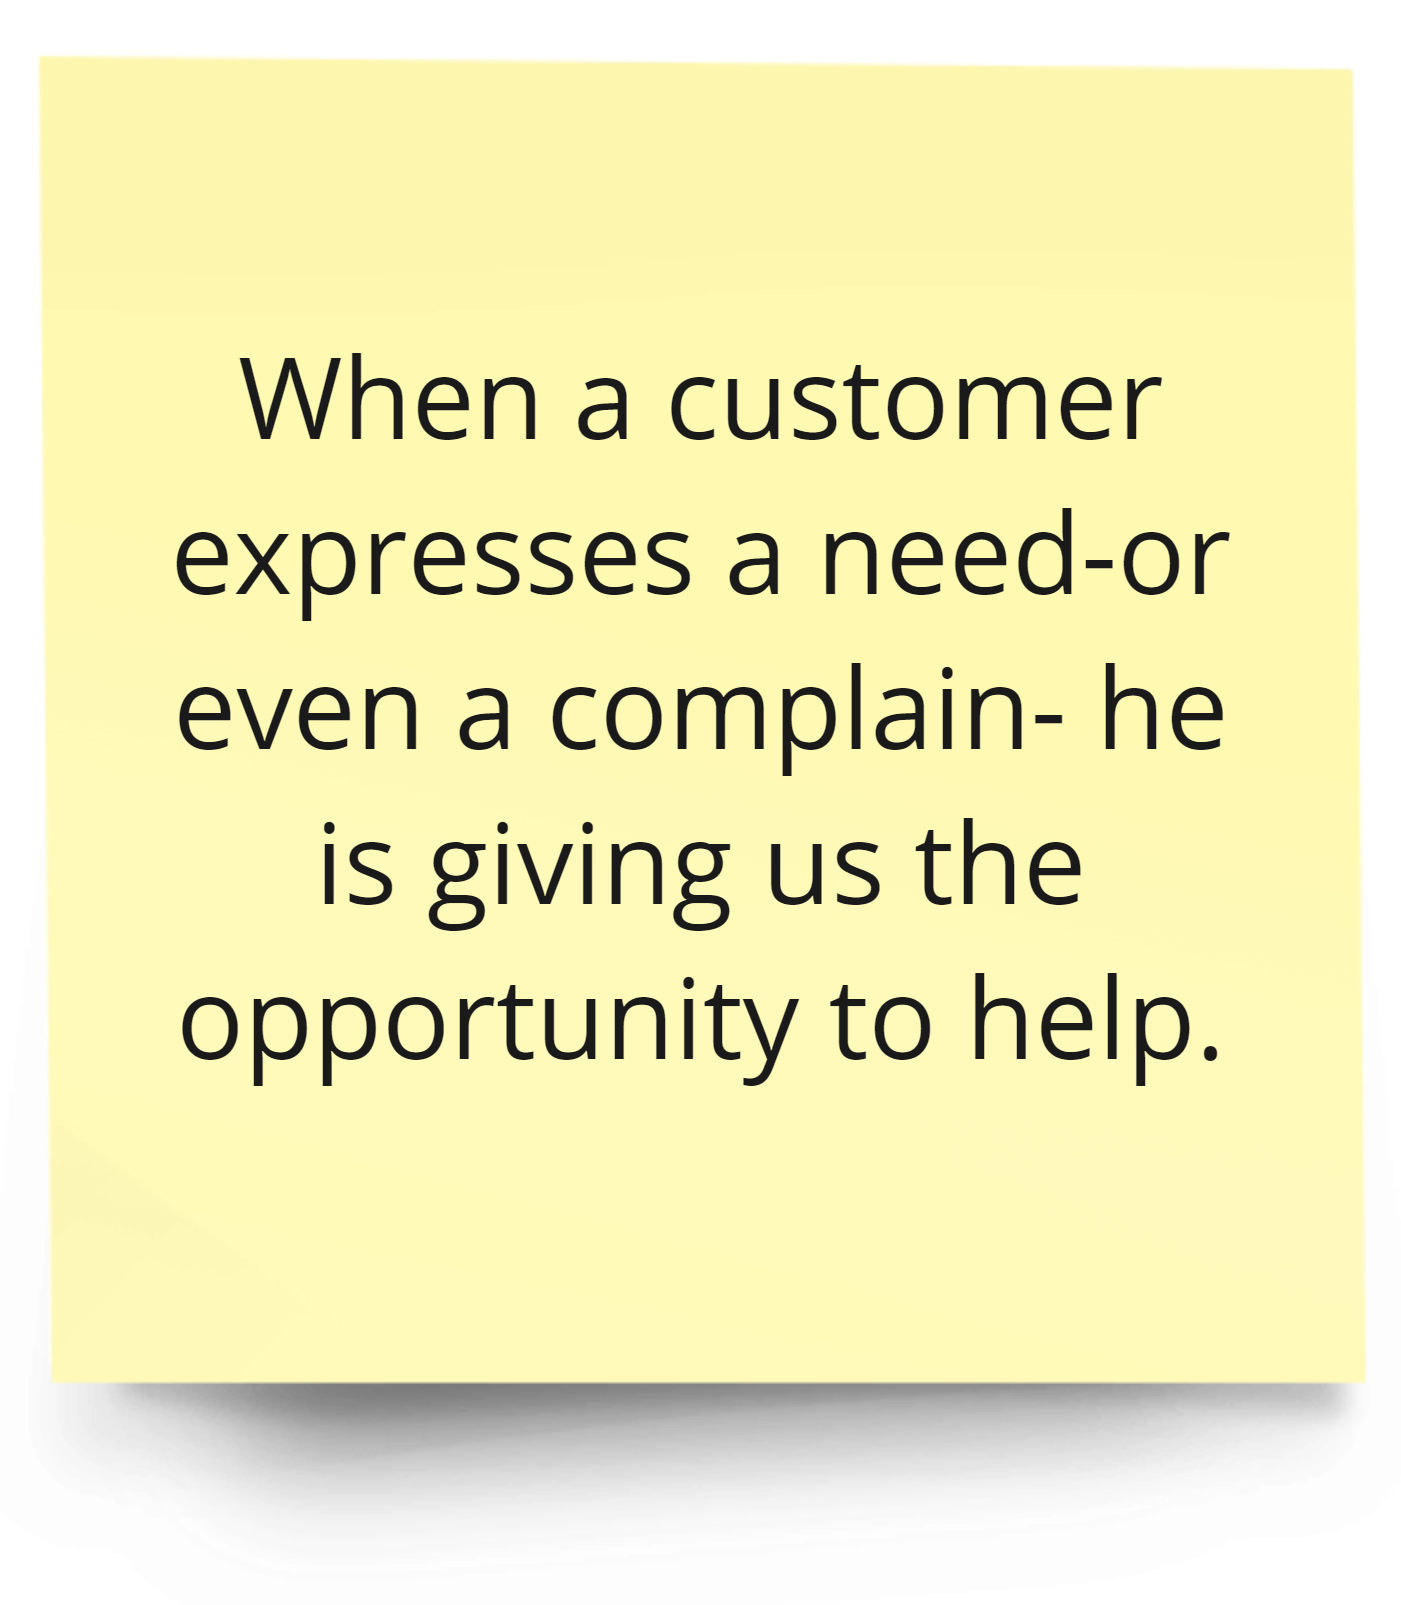 When a customer
expresses a need-or
even a complain- he
is giving us the
opportunity to help.